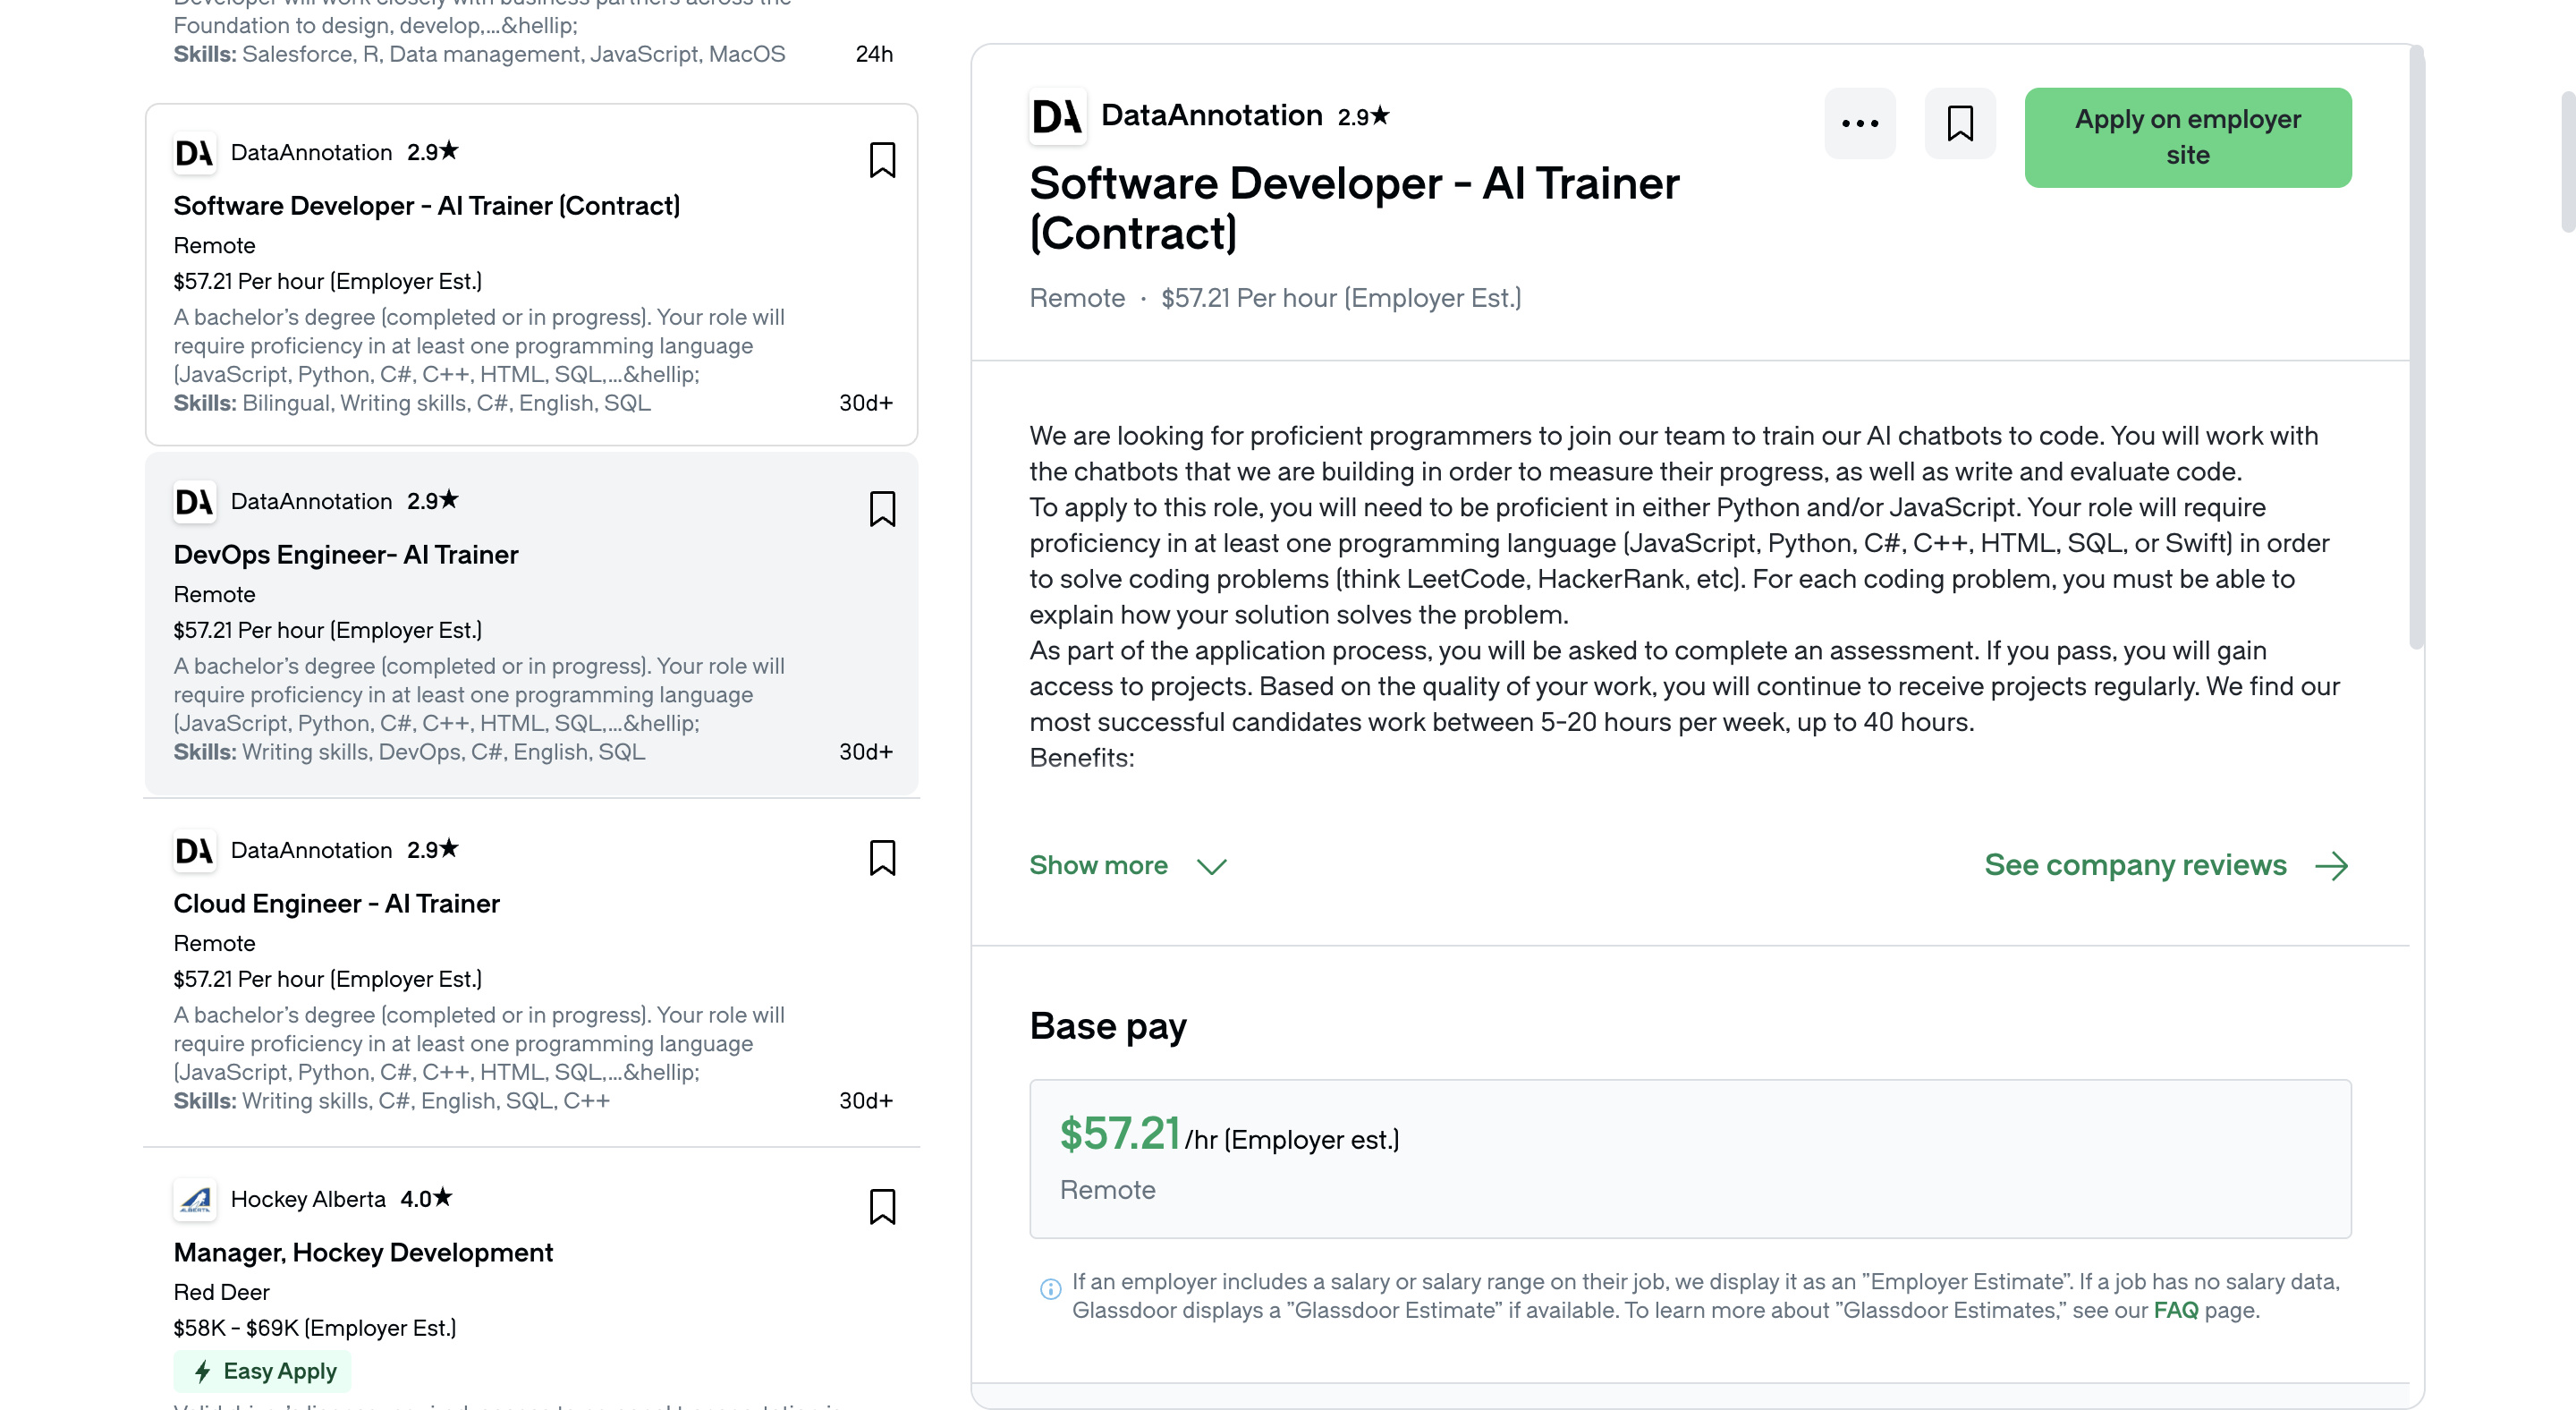 Developer will work closely with business partners across the
Foundation to design, develop,...&hellip;
Skills: Salesforce, R, Data management, JavaScript, MacOS
24h
DA DataAnnotation 2.9★
Software Developer - AI Trainer (Contract)
Remote
$57.21 Per hour (Employer Est.)
A bachelor’s degree (completed or in progress). Your role will
require proficiency in at least one programming language
(JavaScript, Python, C#, C++, HTML, SQL,...&hellip;
Skills: Bilingual, Writing skills, C#, English, SQL
30d+
DA DataAnnotation 2.9★
DevOps Engineer- AI Trainer
Remote
$57.21 Per hour (Employer Est.)
A bachelor’s degree (completed or in progress). Your role will
require proficiency in at least one programming language
(JavaScript, Python, C#, C++, HTML, SQL,...&hellip;
Skills: Writing skills, DevOps, C#, English, SQL
30d+
DA DataAnnotation 2.9★
Cloud Engineer - AI Trainer
Remote
$57.21 Per hour (Employer Est.)
A bachelor’s degree (completed or in progress). Your role will
require proficiency in at least one programming language
(JavaScript, Python, C#, C++, HTML, SQL,...&hellip;
Skills: Writing skills, C#, English, SQL, C++
30d+
Hockey Alberta 4.0★
Manager, Hockey Development
Red Deer
$58K - $69K (Employer Est.)
Easy Apply
DA DataAnnotation 2.9★
Apply on employer
site
Software Developer - AI Trainer
(Contract)
Remote · $57.21 Per hour (Employer Est.)
We are looking for proficient programmers to join our team to train our AI chatbots to code. You will work with
the chatbots that we are building in order to measure their progress, as well as write and evaluate code.
To apply to this role, you will need to be proficient in either Python and/or JavaScript. Your role will require
proficiency in at least one programming language (JavaScript, Python, C#, C++, HTML, SQL, or Swift) in order
to solve coding problems (think LeetCode, HackerRank, etc). For each coding problem, you must be able to
explain how your solution solves the problem.
As part of the application process, you will be asked to complete an assessment. If you pass, you will gain
access to projects. Based on the quality of your work, you will continue to receive projects regularly. We find our
most successful candidates work between 5-20 hours per week, up to 40 hours.
Benefits:
Show more
See company reviews
Base pay
$57.21 /hr (Employer est.)
Remote
If an employer includes a salary or salary range on their job, we display it as an ”Employer Estimate”. If a job has no salary data,
Glassdoor displays a ”Glassdoor Estimate” if available. To learn more about ”Glassdoor Estimates,” see our FAQ page.